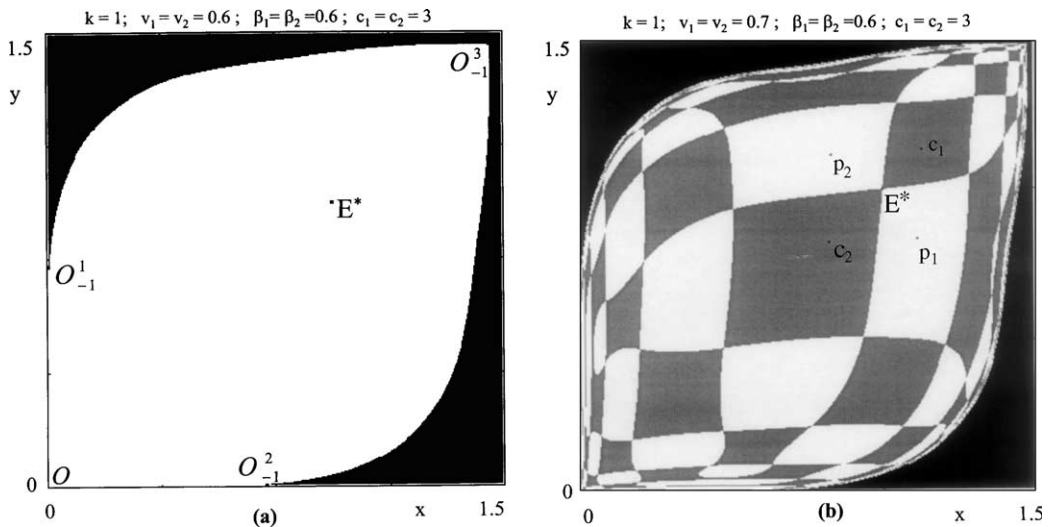 k = 1; v₁ = v₂ = 0.6 ; β₁= β₂ =0.6 ; c₁ = c₂ = 3
1.5
y
O³₋₁
E*
O¹₋₁
O
O²₋₁
0
0
(a)
x
1.5
k = 1; v₁ = v₂ = 0.7 ; β₁= β₂ =0.6 ; c₁ = c₂ = 3
1.5
y
c₁
p₂
E*
c₂
p₁
0
0
(b)
x
1.5